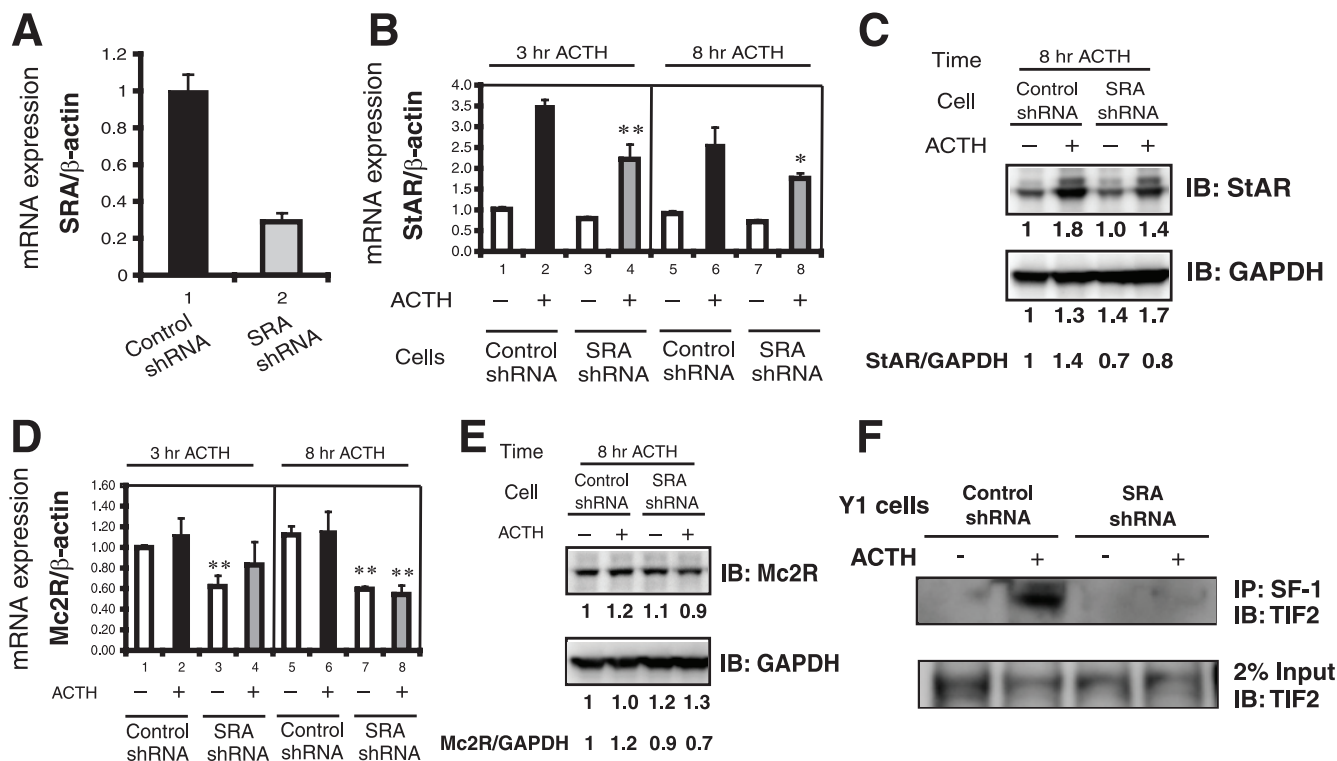 A
mRNA expression
SRA/β-actin
1.2
1
0.8
0.6
0.4
0.2
0
1 2
Control shRNA
SRA shRNA
B
mRNA expression
StAR/β-actin
3 hr ACTH 8 hr ACTH
4.0
3.5
3.0
2.5
2.0
1.5
1.0
0.5
0.0
** *
1 2 3 4 5 6 7 8
ACTH − + − + − + − +
Cells Control shRNA SRA shRNA Control shRNA SRA shRNA
C
Time 8 hr ACTH
Cell Control shRNA SRA shRNA
ACTH − + − +
IB: StAR
1 1.8 1.0 1.4
IB: GAPDH
1 1.3 1.4 1.7
StAR/GAPDH 1 1.4 0.7 0.8
D
mRNA expression
Mc2R/β-actin
3 hr ACTH 8 hr ACTH
1.60
1.40
1.20
1.00
0.80
0.60
0.40
0.20
0.00
** ** **
1 2 3 4 5 6 7 8
ACTH − + − + − + − +
Control shRNA SRA shRNA Control shRNA SRA shRNA
E
Time 8 hr ACTH
Cell Control shRNA SRA shRNA
ACTH − + − +
IB: Mc2R
1 1.2 1.1 0.9
IB: GAPDH
1 1.0 1.2 1.3
Mc2R/GAPDH 1 1.2 0.9 0.7
F
Y1 cells Control shRNA SRA shRNA
ACTH - + - +
IP: SF-1
IB: TIF2
2% Input
IB: TIF2